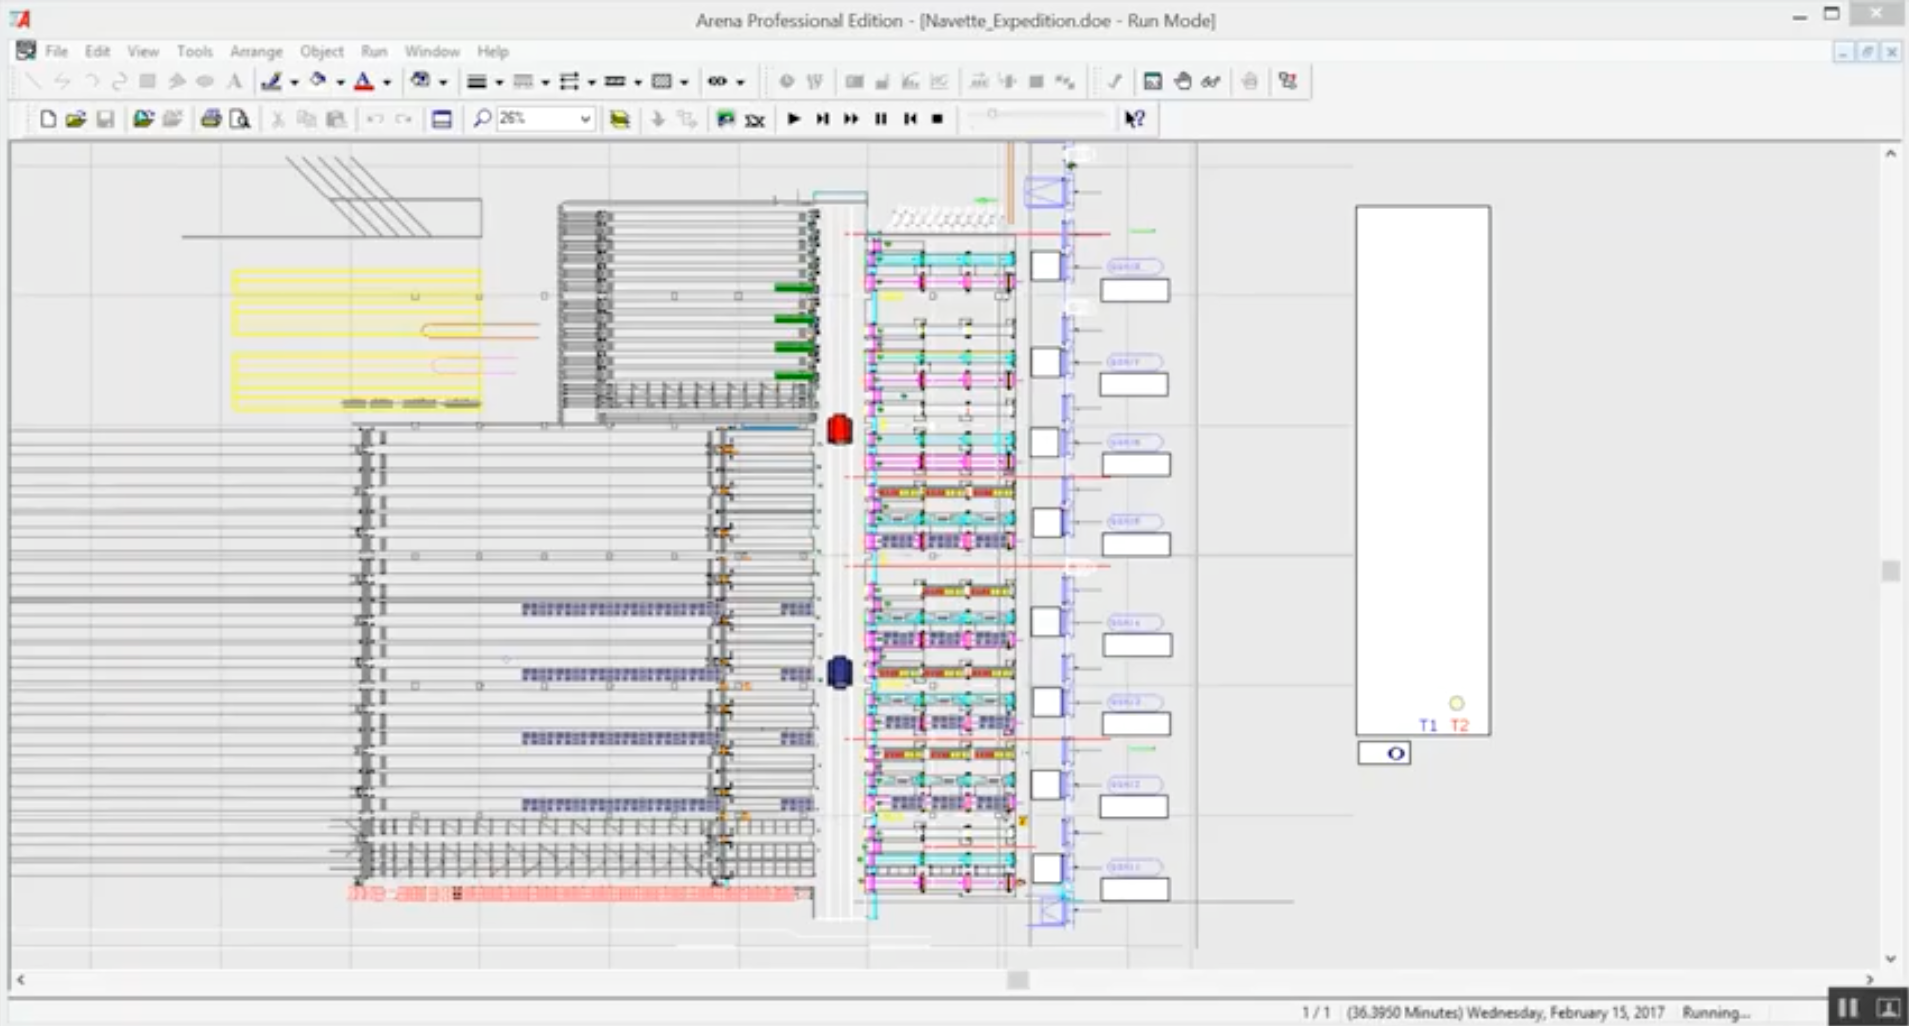 Arena Professional Edition - [Navette_Expedition.doe - Run Mode]
File Edit View Tools Arrange Object Run Window Help
26%
T1 T2
0
1 / 1 (36.3950 Minutes) Wednesday, February 15, 2017 Running...